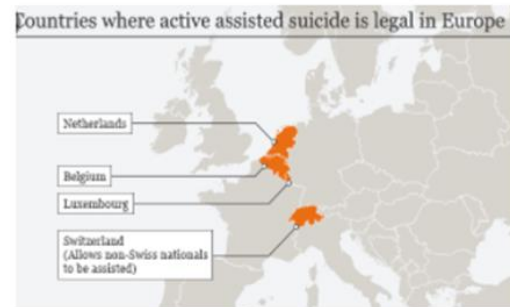 Countries where active assisted suicide is legal in Europe
Netherlands
Belgium
Luxembourg
Switzerland
(Allows non-Swiss nationals
to be assisted)